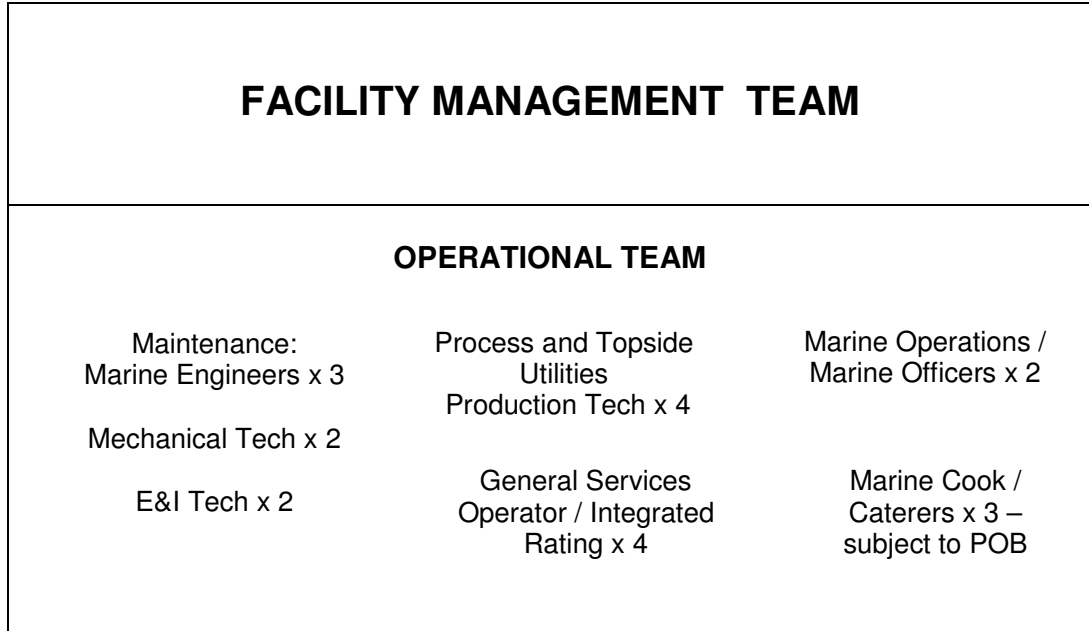 FACILITY MANAGEMENT TEAM
OPERATIONAL TEAM
Maintenance:
Marine Engineers x 3
Mechanical Tech x 2
E&I Tech x 2
Process and Topside
Utilities
Production Tech x 4
General Services
Operator / Integrated
Rating x 4
Marine Operations /
Marine Officers x 2
Marine Cook /
Caterers x 3 –
subject to POB